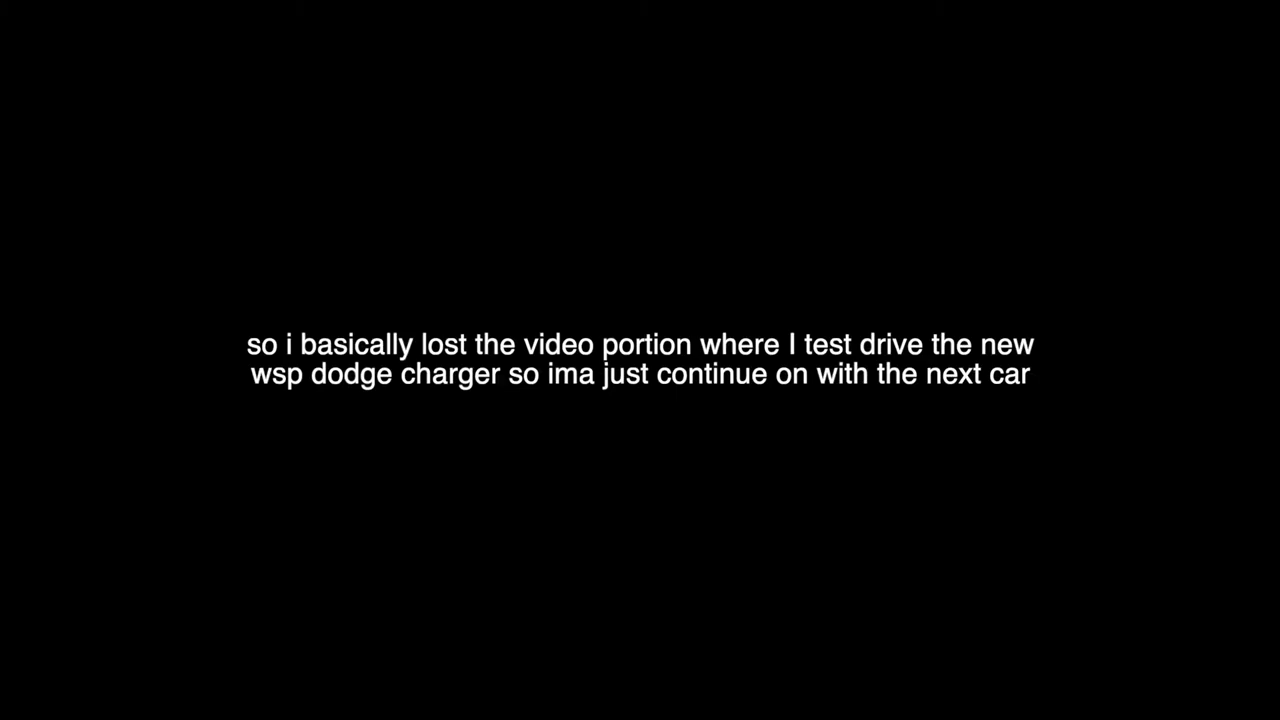 so i basically lost the video portion where I test drive the new
wsp dodge charger so ima just continue on with the next car